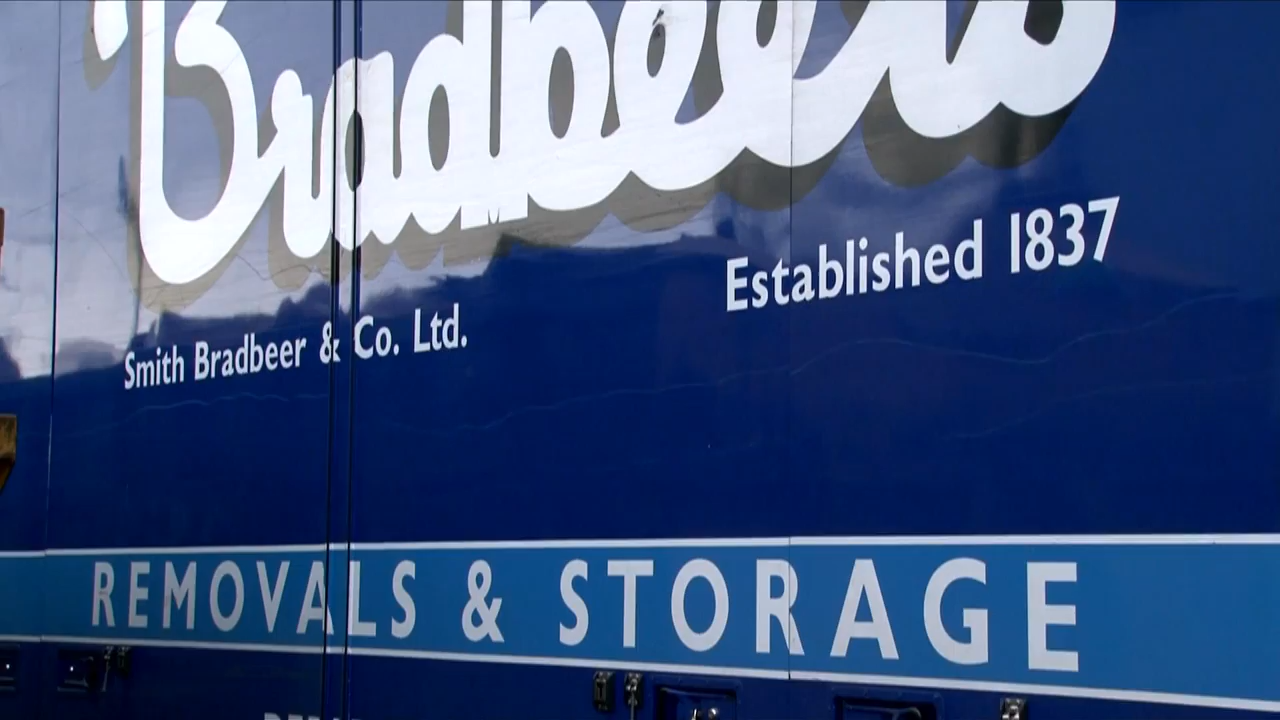 Bradbeers
Established 1837
Smith Bradbeer & Co. Ltd.
REMOVALS & STORAGE